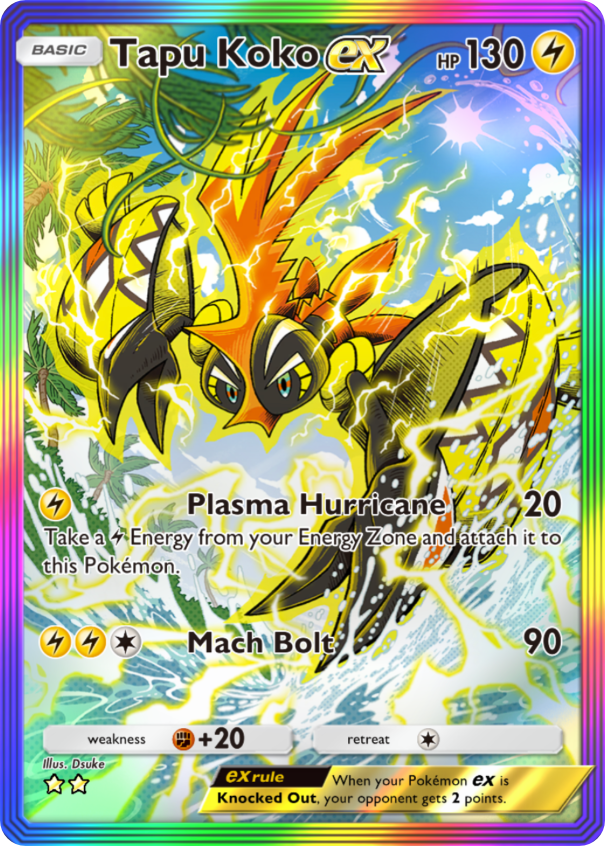 BASIC Tapu Koko ex HP 130
Plasma Hurricane 20
Take a Energy from your Energy Zone and attach it to
this Pokémon.
Mach Bolt 90
weakness +20 retreat
Illus. Dsuke
ex rule When your Pokémon ex is
Knocked Out, your opponent gets 2 points.